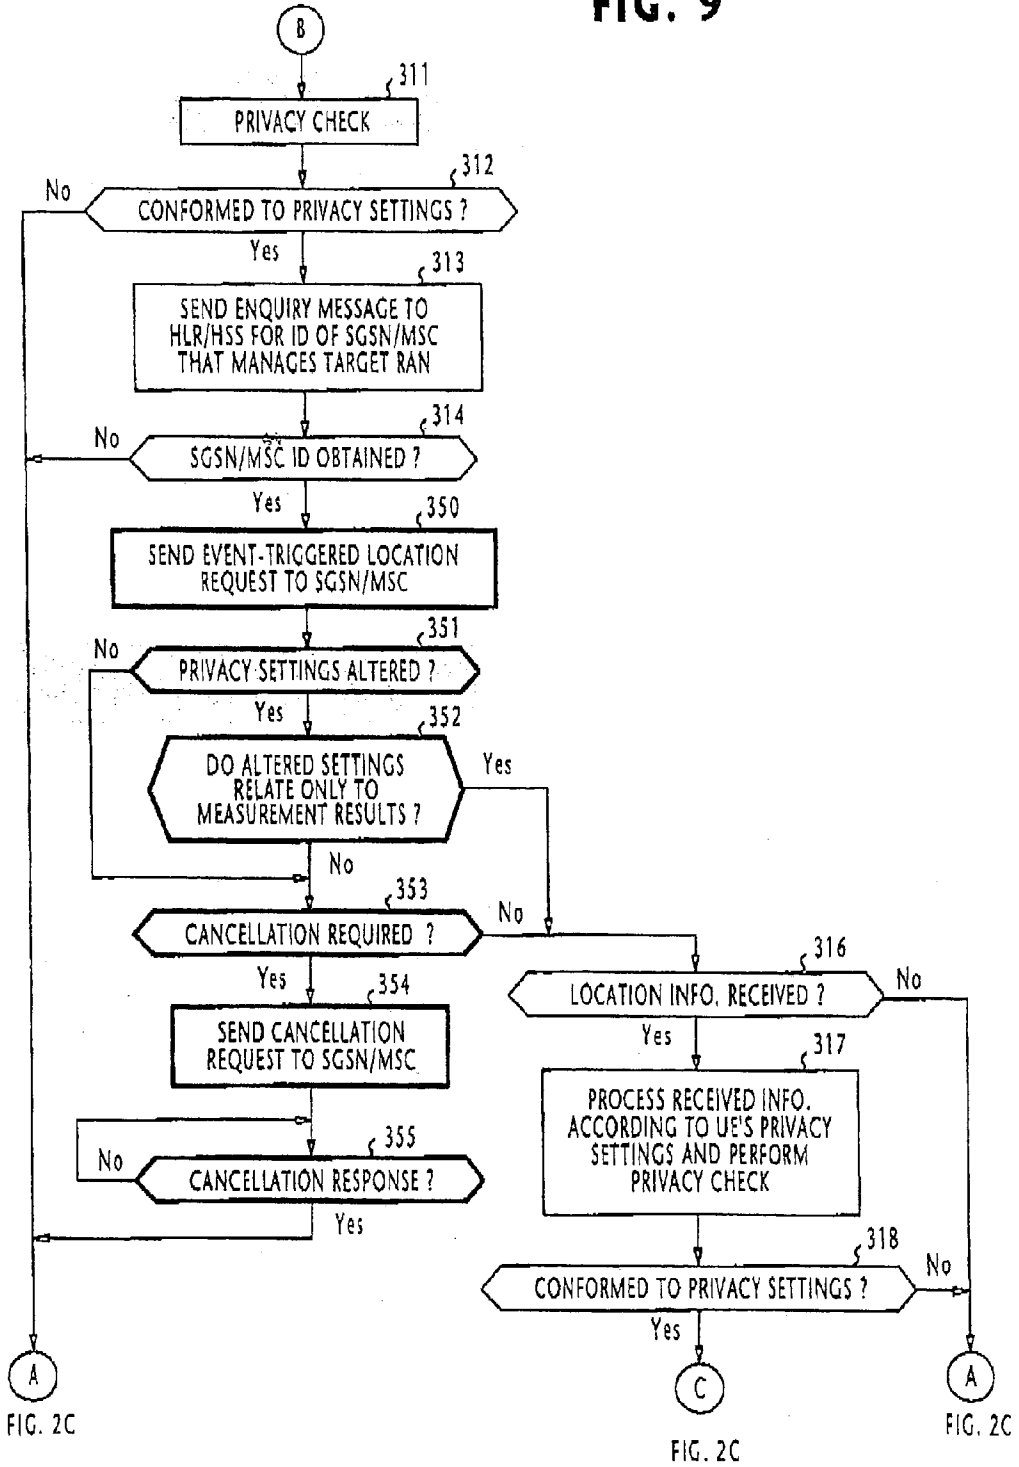 FIG. 9
B
311
PRIVACY CHECK
312
No
CONFORMED TO PRIVACY SETTINGS ?
Yes
313
SEND ENQUIRY MESSAGE TO
HLR/HSS FOR ID OF SGSN/MSC
THAT MANAGES TARGET RAN
314
No
SGSN/MSC ID OBTAINED ?
Yes
350
SEND EVENT-TRIGGERED LOCATION
REQUEST TO SGSN/MSC
351
No
PRIVACY SETTINGS ALTERED ?
Yes
352
DO ALTERED SETTINGS
RELATE ONLY TO
MEASUREMENT RESULTS ?
Yes
No
353
CANCELLATION REQUIRED ?
No
Yes
354
SEND CANCELLATION
REQUEST TO SGSN/MSC
355
No
CANCELLATION RESPONSE ?
Yes
316
LOCATION INFO. RECEIVED ?
No
Yes
317
PROCESS RECEIVED INFO.
ACCORDING TO UE'S PRIVACY
SETTINGS AND PERFORM
PRIVACY CHECK
318
CONFORMED TO PRIVACY SETTINGS ?
No
Yes
A
FIG. 2C
C
FIG. 2C
A
FIG. 2C